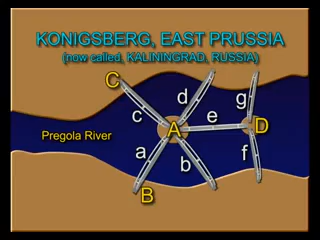 KONIGSBERG, EAST PRUSSIA
(now called, KALININGRAD, RUSSIA)
C
d
g
c
e
Pregola River
A
D
a
b
f
B